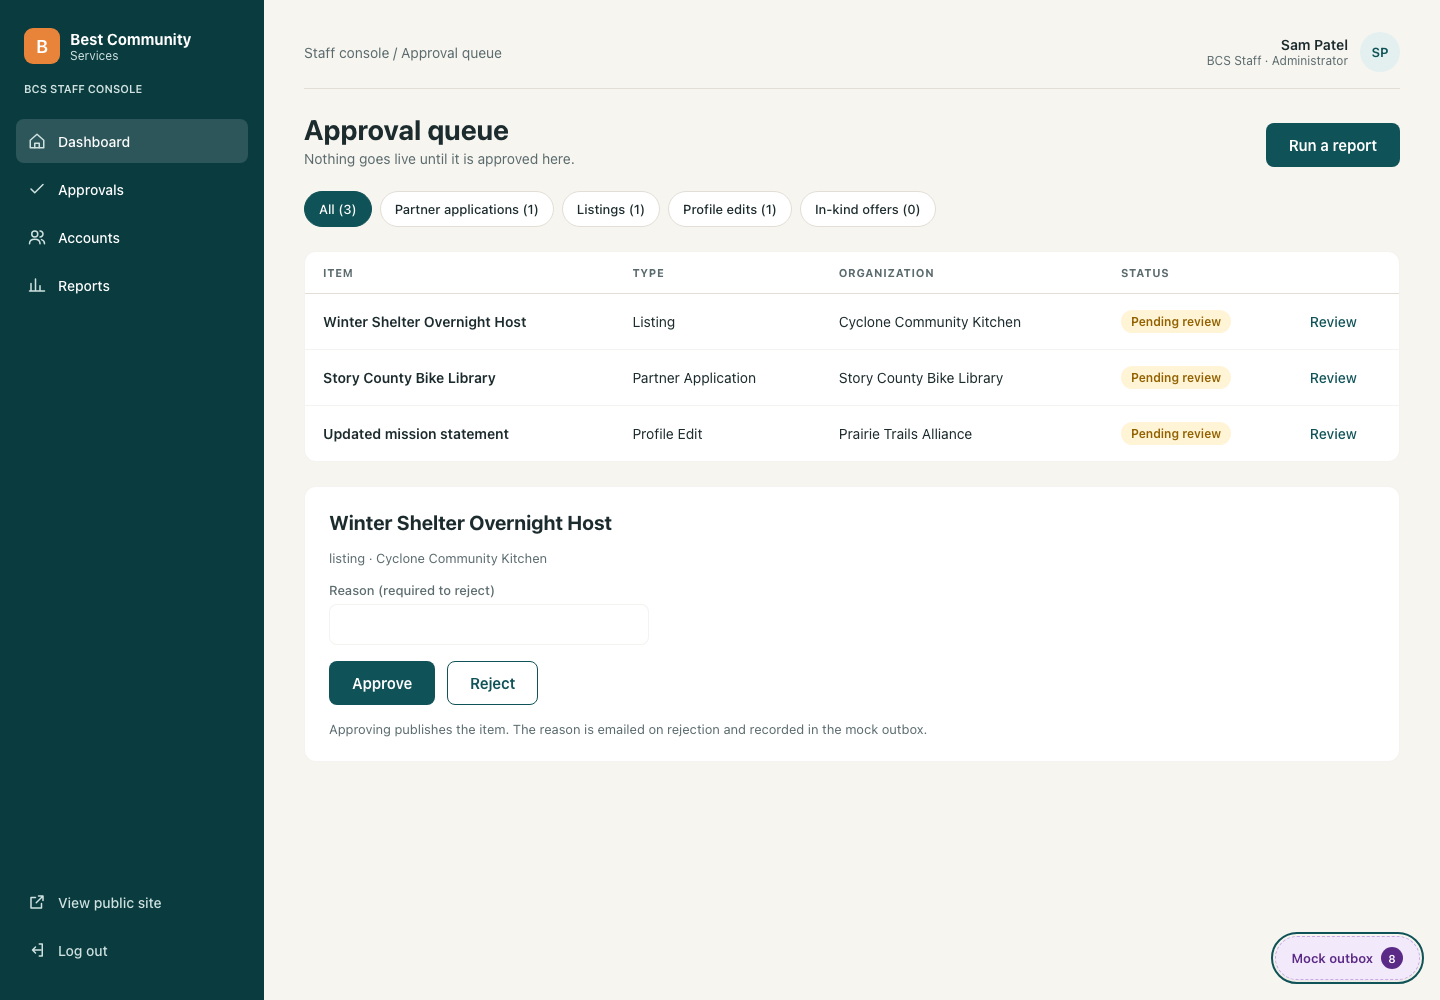 B
Best Community
Services
BCS STAFF CONSOLE
Dashboard
Approvals
Accounts
Reports
View public site
Log out
Staff console / Approval queue
Sam Patel
BCS Staff · Administrator
SP
Approval queue
Nothing goes live until it is approved here.
Run a report
All (3) Partner applications (1) Listings (1) Profile edits (1) In-kind offers (0)
ITEM TYPE ORGANIZATION STATUS
Winter Shelter Overnight Host Listing Cyclone Community Kitchen Pending review Review
Story County Bike Library Partner Application Story County Bike Library Pending review Review
Updated mission statement Profile Edit Prairie Trails Alliance Pending review Review
Winter Shelter Overnight Host
listing · Cyclone Community Kitchen
Reason (required to reject)
Approve Reject
Approving publishes the item. The reason is emailed on rejection and recorded in the mock outbox.
Mock outbox 8